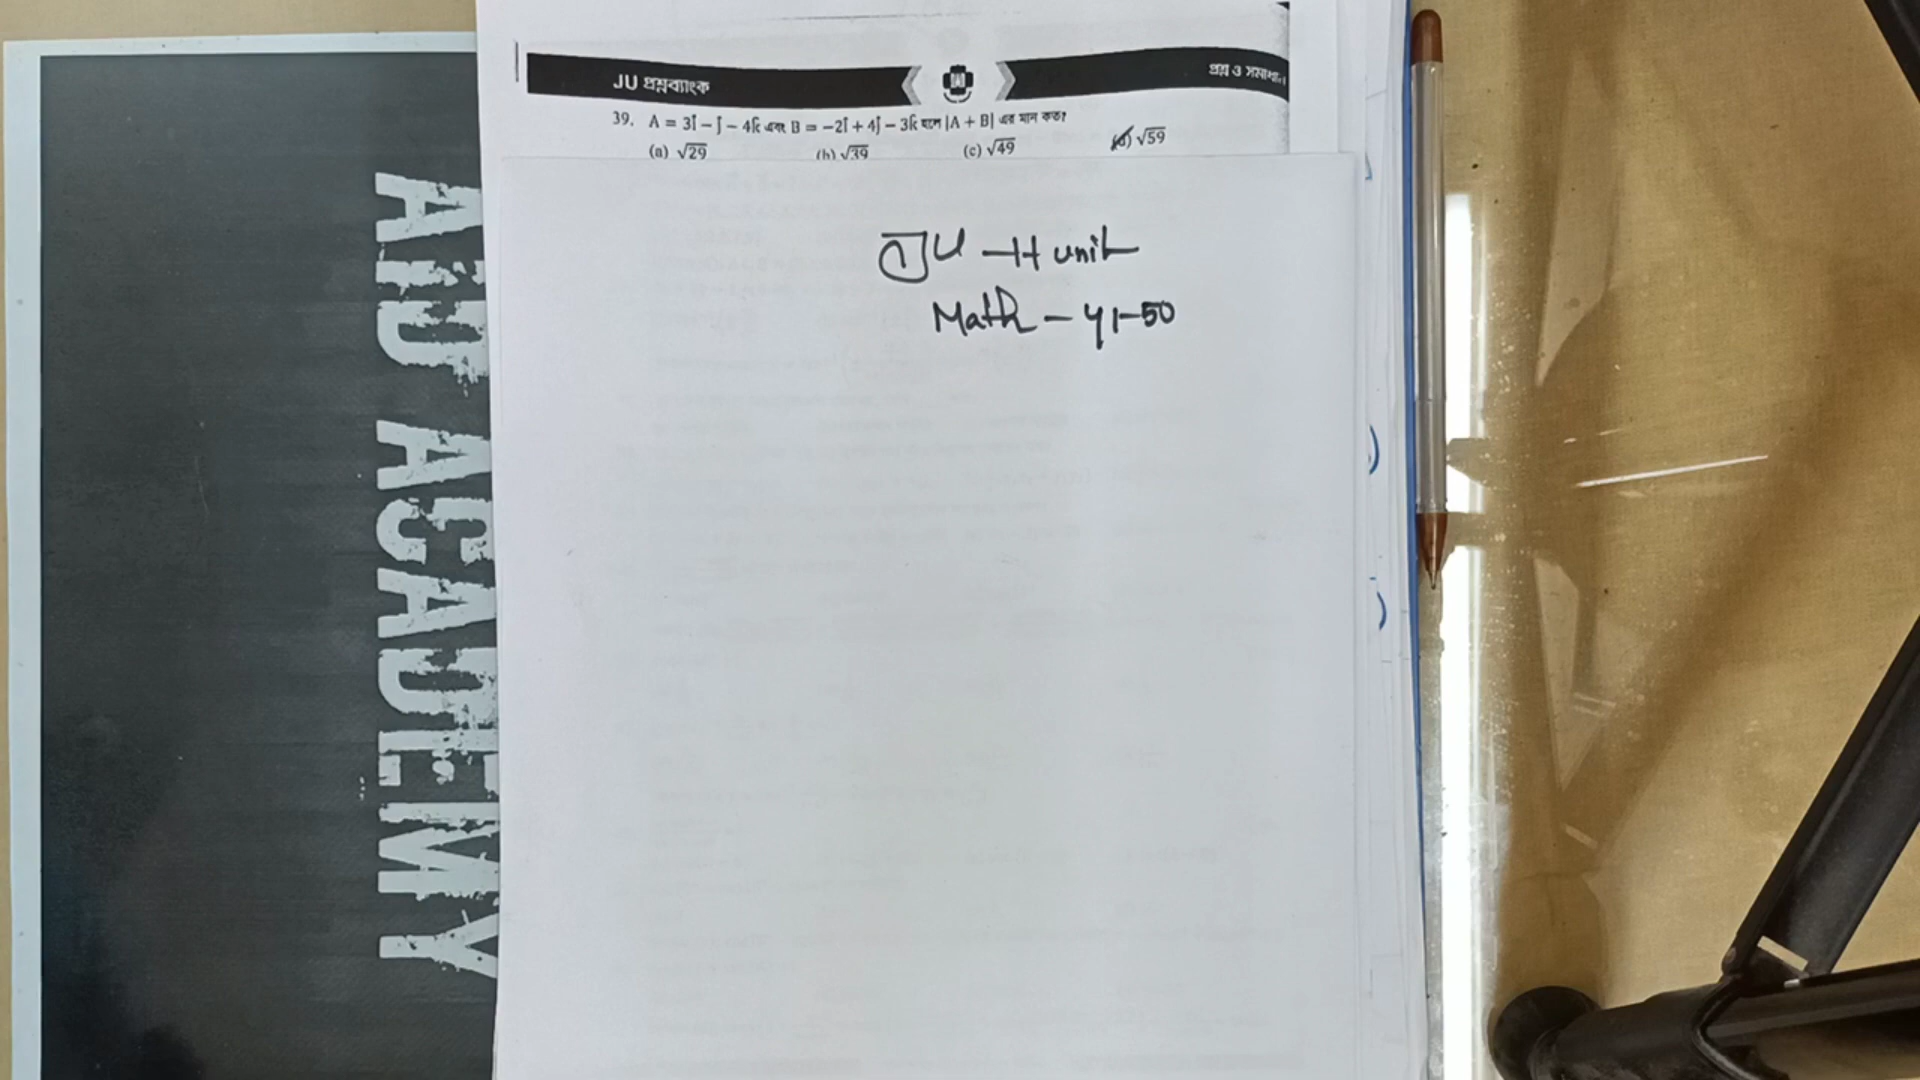 JU প্রশ্নব্যাংক
প্রশ্ন ও সমাধান
39. A = 3î − ĵ − 4k̂ এবং B = −2î + 4ĵ − 3k̂ হলে |A + B| এর মান কত?
(a) √29 (b) √39 (c) √49 (d) √59
JU - H unit
Math - 41-50
ARD ACADEMY